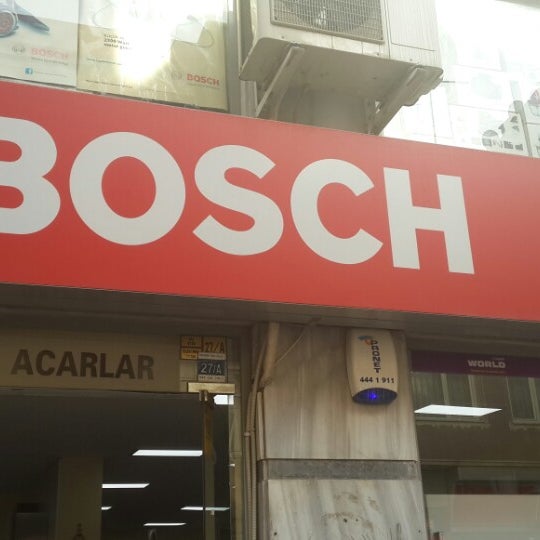 BOSCH
BOSCH
BOSCH
ACARLAR
27/A
27/A
PRONET
444 1 911
WORLD